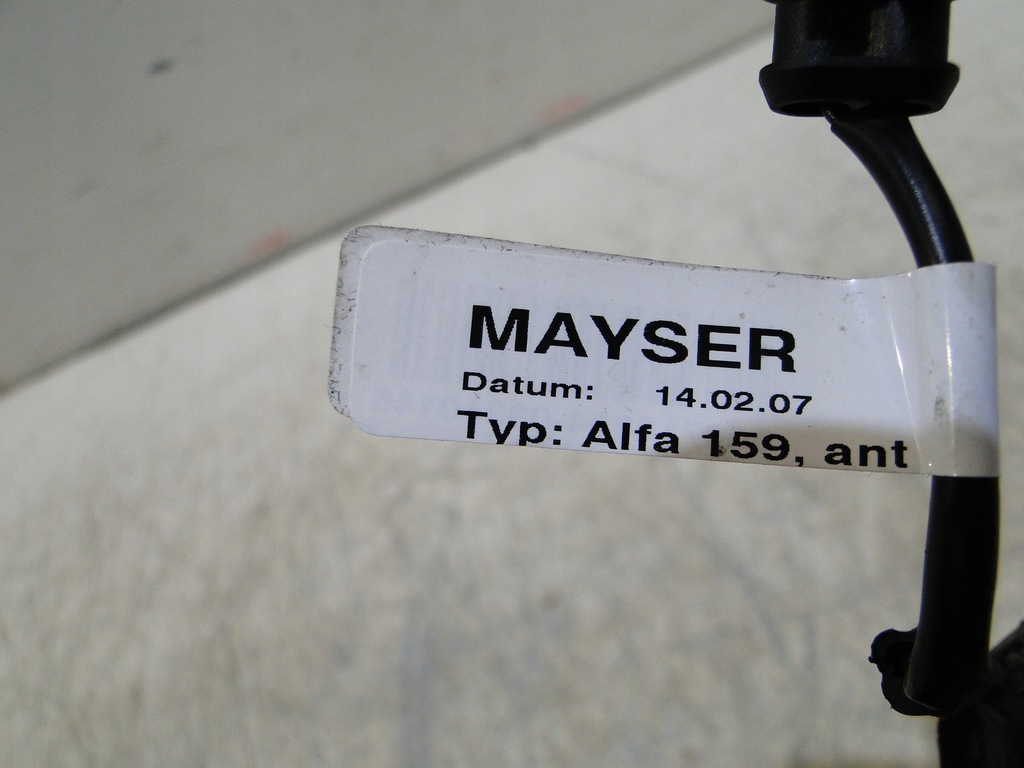 MAYSER
Datum: 14.02.07
Typ: Alfa 159, ant